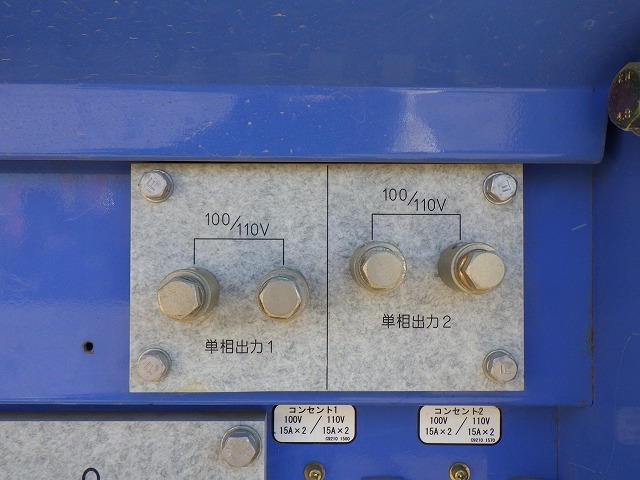 100/110V
100/110V
単相出力1
単相出力2
コンセント1
100V / 110V
15A×2 / 15A×2
コンセント2
100V / 110V
15A×2 / 15A×2